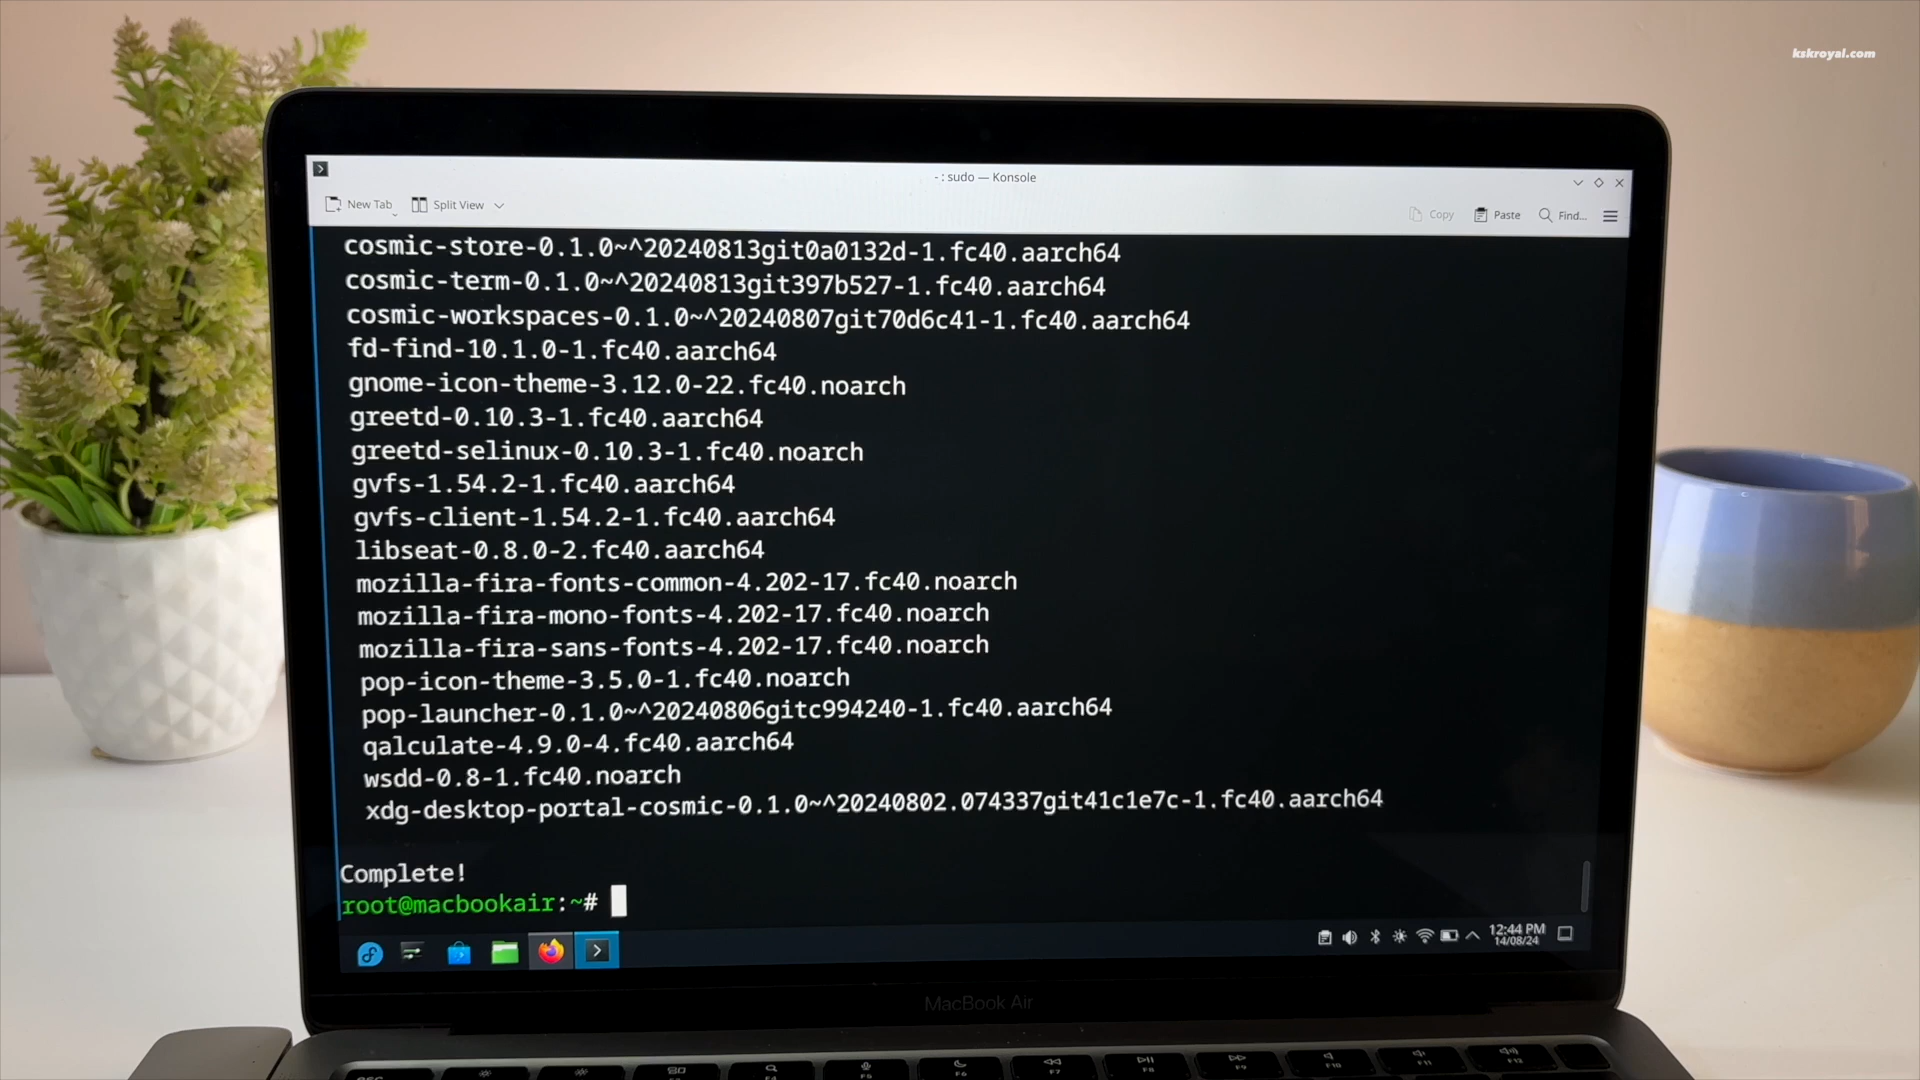 kskroyal.com
- : sudo — Konsole
New Tab
Split View
Copy
Paste
Find...
cosmic-store-0.1.0~^20240813git0a0132d-1.fc40.aarch64
cosmic-term-0.1.0~^20240813git397b527-1.fc40.aarch64
cosmic-workspaces-0.1.0~^20240807git70d6c41-1.fc40.aarch64
fd-find-10.1.0-1.fc40.aarch64
gnome-icon-theme-3.12.0-22.fc40.noarch
greetd-0.10.3-1.fc40.aarch64
greetd-selinux-0.10.3-1.fc40.noarch
gvfs-1.54.2-1.fc40.aarch64
gvfs-client-1.54.2-1.fc40.aarch64
libseat-0.8.0-2.fc40.aarch64
mozilla-fira-fonts-common-4.202-17.fc40.noarch
mozilla-fira-mono-fonts-4.202-17.fc40.noarch
mozilla-fira-sans-fonts-4.202-17.fc40.noarch
pop-icon-theme-3.5.0-1.fc40.noarch
pop-launcher-0.1.0~^20240806gitc994240-1.fc40.aarch64
qalculate-4.9.0-4.fc40.aarch64
wsdd-0.8-1.fc40.noarch
xdg-desktop-portal-cosmic-0.1.0~^20240802.074337git41c1e7c-1.fc40.aarch64
Complete!
root@macbookair:~#
12:44 PM
14/08/24
MacBook Air
F5
F6
F7
F8
F9
F10
F11
F12